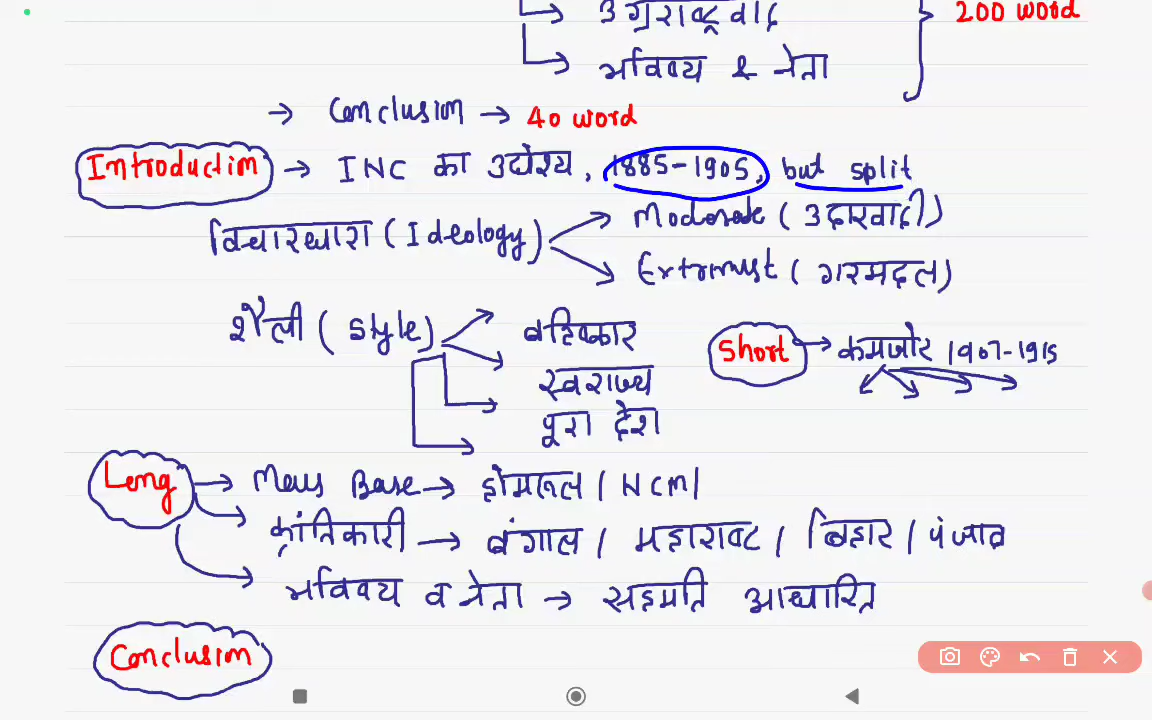 → उग्रराष्ट्रवाद } 200 word
→ भविष्य & नेता
→ Conclusion → 40 word
Introduction → INC का उद्देश्य, 1885-1905, but split
विचारधारा (Ideology) Moderate (उदारवादी)
Extremist (गरमदल)
शैली (Style) बहिष्कार
Short → कमजोर 1907-1915
स्वराज्य
पूरा देश
Long → Mass Base → होमरूल / NCM /
क्रांतिकारी → बंगाल / महाराष्ट / बिहार / पंजाब
भविष्य व नेता → सहमति आधारित
Conclusion